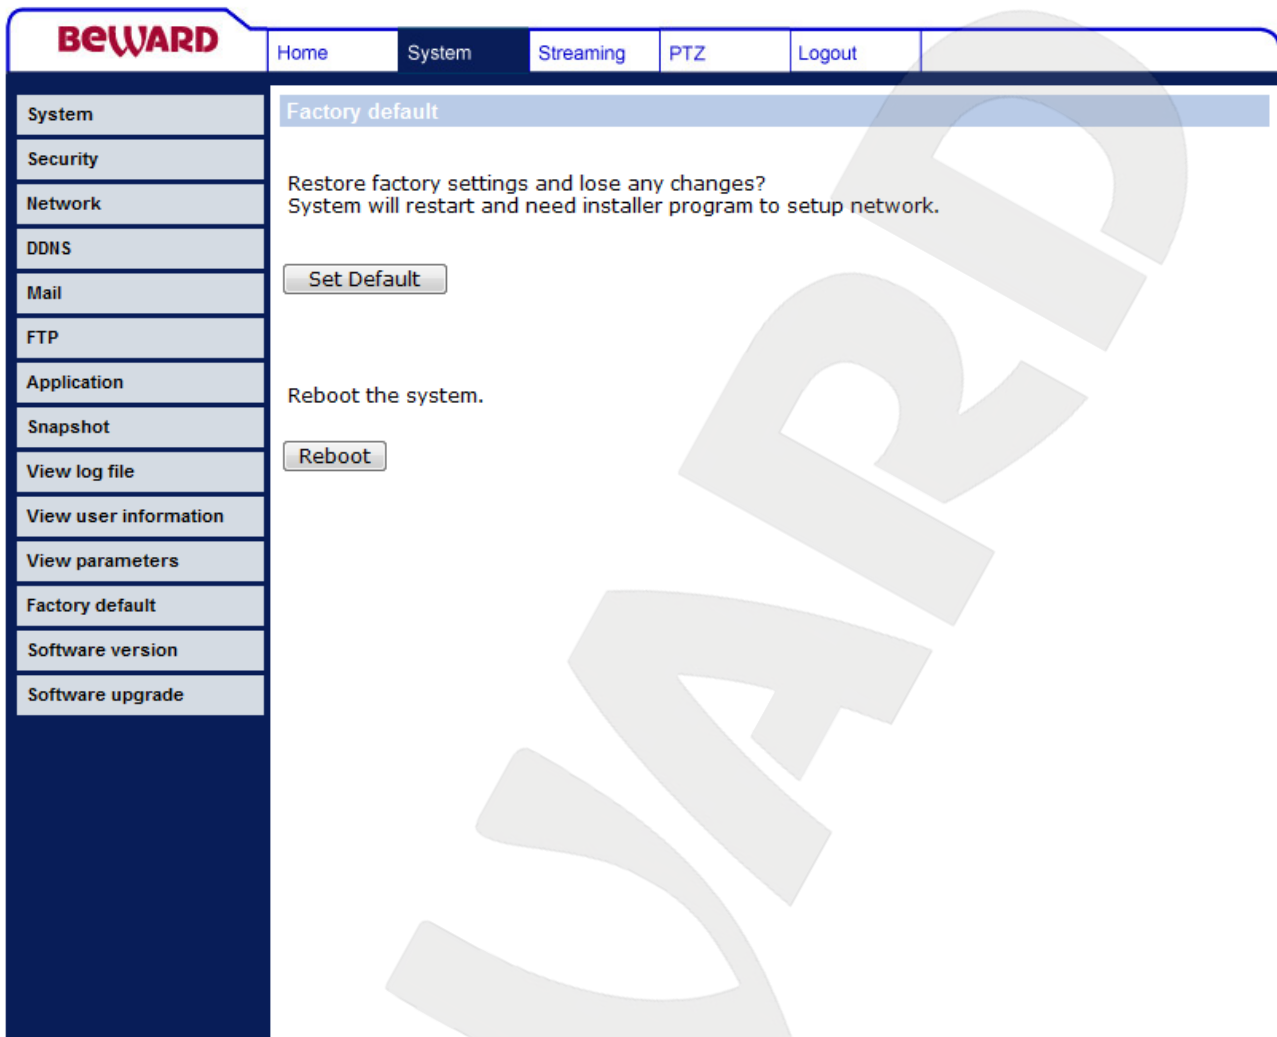 BEWARD
Home System Streaming PTZ Logout
System
Security
Network
DDNS
Mail
FTP
Application
Snapshot
View log file
View user information
View parameters
Factory default
Software version
Software upgrade
Factory default
Restore factory settings and lose any changes?
System will restart and need installer program to setup network.
Set Default
Reboot the system.
Reboot
WARD